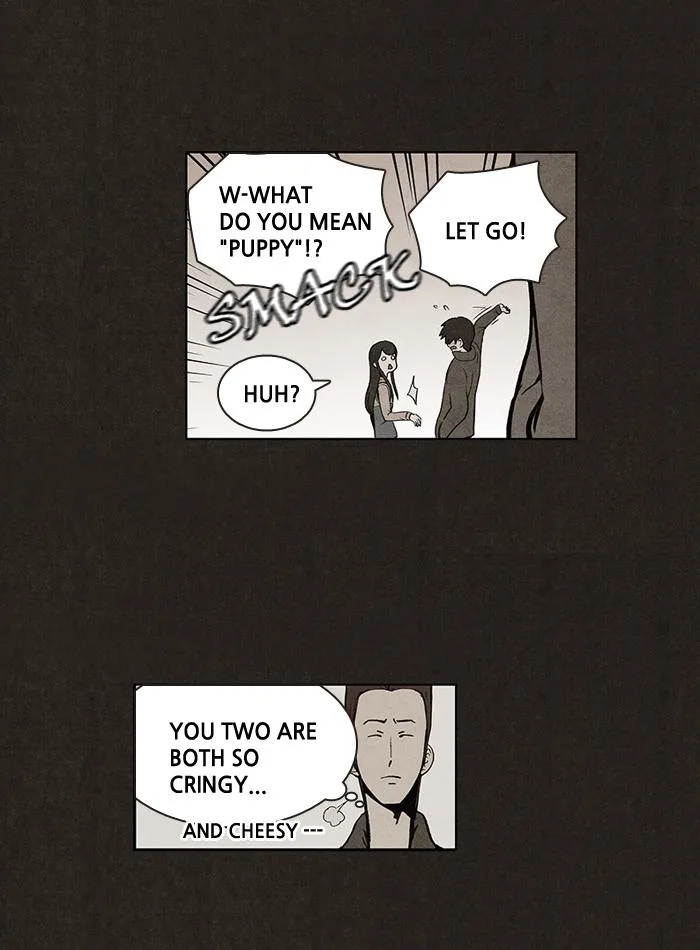 W-WHAT
DO YOU MEAN
"PUPPY"!?
LET GO!
SMACK
HUH?
YOU TWO ARE
BOTH SO
CRINGY...
AND CHEESY ---